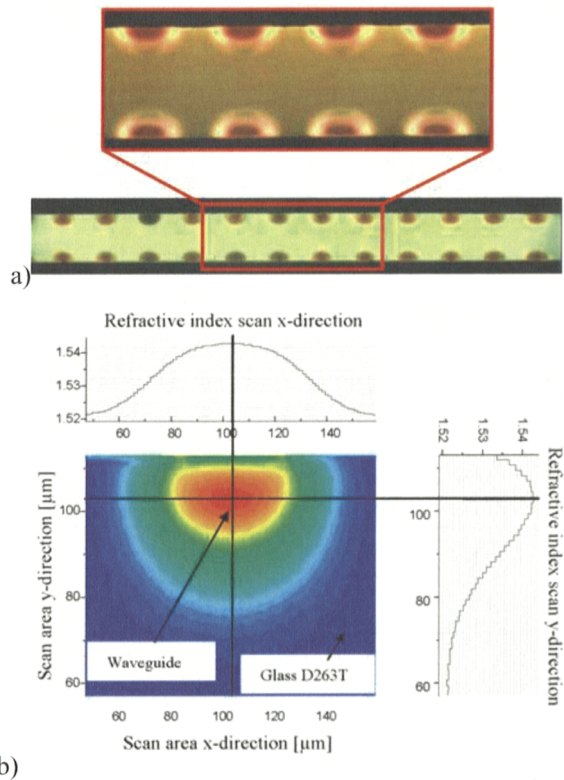 a)
Refractive index scan x-direction
1.54
1.53
1.52
60 80 100 120 140
1.52 1.53 1.54
Scan area y-direction [µm]
100
80
60
Waveguide
Glass D263T
60 80 100 120 140
Scan area x-direction [µm]
100
80
60
Refractive index scan y-direction
b)